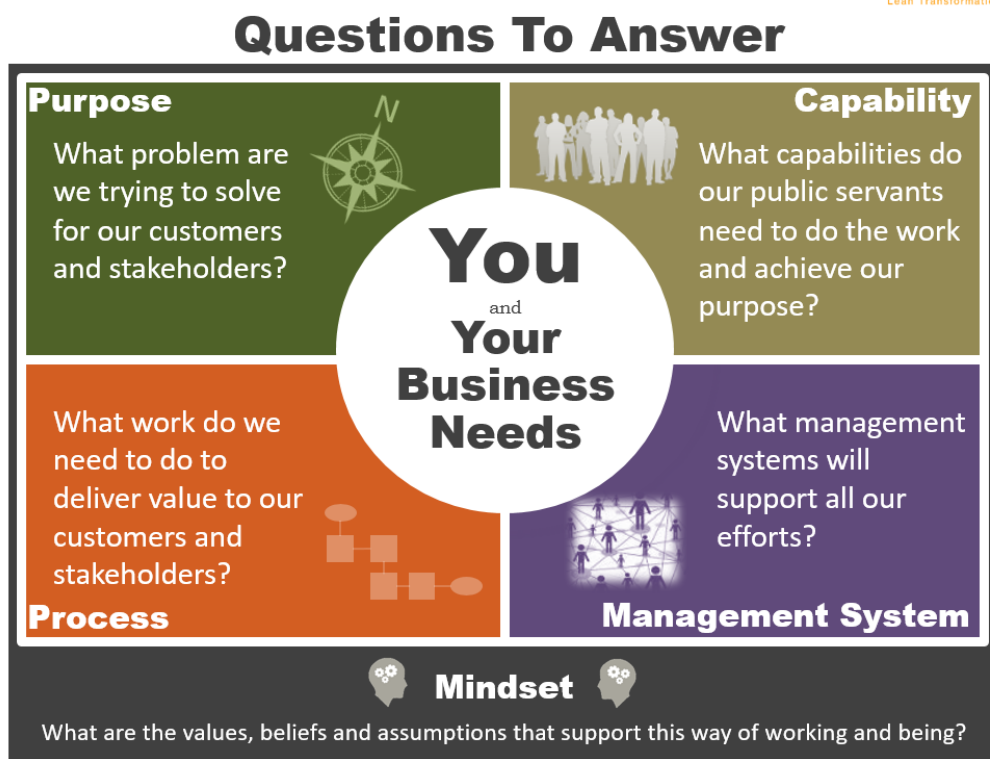 Lean Transformatio
Questions To Answer
Purpose
What problem are
we trying to solve
for our customers
and stakeholders?
N
Capability
What capabilities do
our public servants
need to do the work
and achieve our
purpose?
You
and
Your
Business
Needs
What work do we
need to do to
deliver value to our
customers and
stakeholders?
Process
What management
systems will
support all our
efforts?
Management System
Mindset
What are the values, beliefs and assumptions that support this way of working and being?